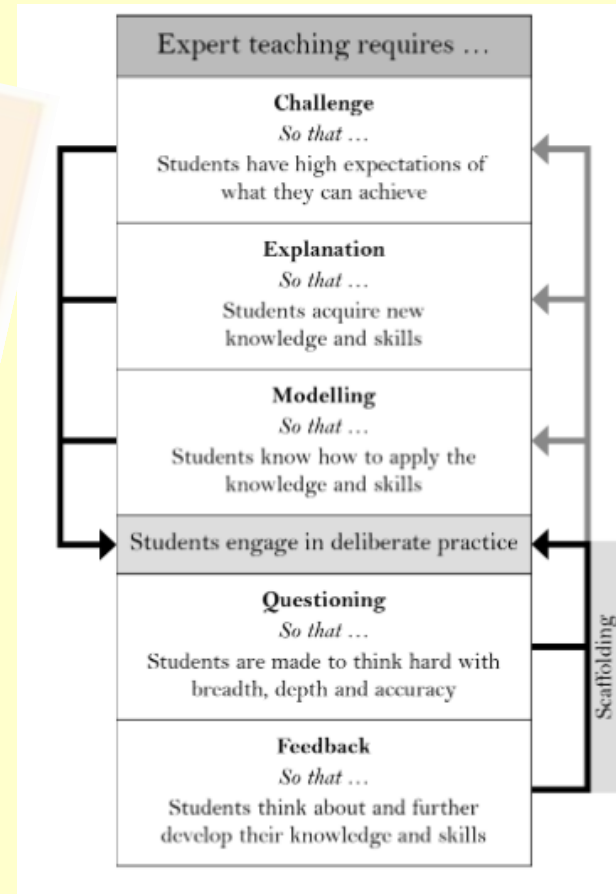 Expert teaching requires …
Challenge
So that …
Students have high expectations of
what they can achieve
Explanation
So that …
Students acquire new
knowledge and skills
Modelling
So that …
Students know how to apply the
knowledge and skills
Students engage in deliberate practice
Questioning
So that …
Students are made to think hard with
breadth, depth and accuracy
Feedback
So that …
Students think about and further
develop their knowledge and skills
Scaffolding